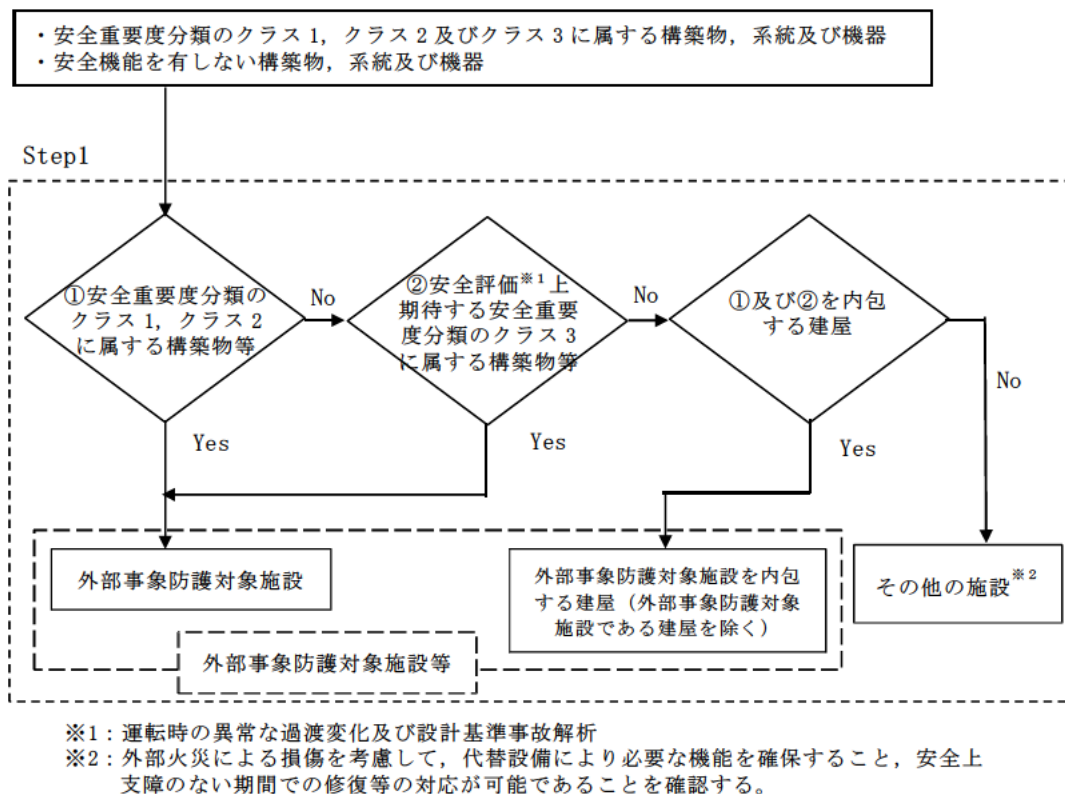 ・安全重要度分類のクラス1，クラス2及びクラス3に属する構築物，系統及び機器
・安全機能を有しない構築物，系統及び機器
Step1
①安全重要度分類の
クラス1，クラス2
に属する構築物等
No
②安全評価※1上
期待する安全重要
度分類のクラス3
に属する構築物等
No
①及び②を内包
する建屋
No
Yes
Yes
Yes
外部事象防護対象施設
外部事象防護対象施設を内包
する建屋（外部事象防護対象
施設である建屋を除く）
その他の施設※2
外部事象防護対象施設等
※1：運転時の異常な過渡変化及び設計基準事故解析
※2：外部火災による損傷を考慮して，代替設備により必要な機能を確保すること，安全上
支障のない期間での修復等の対応が可能であることを確認する。